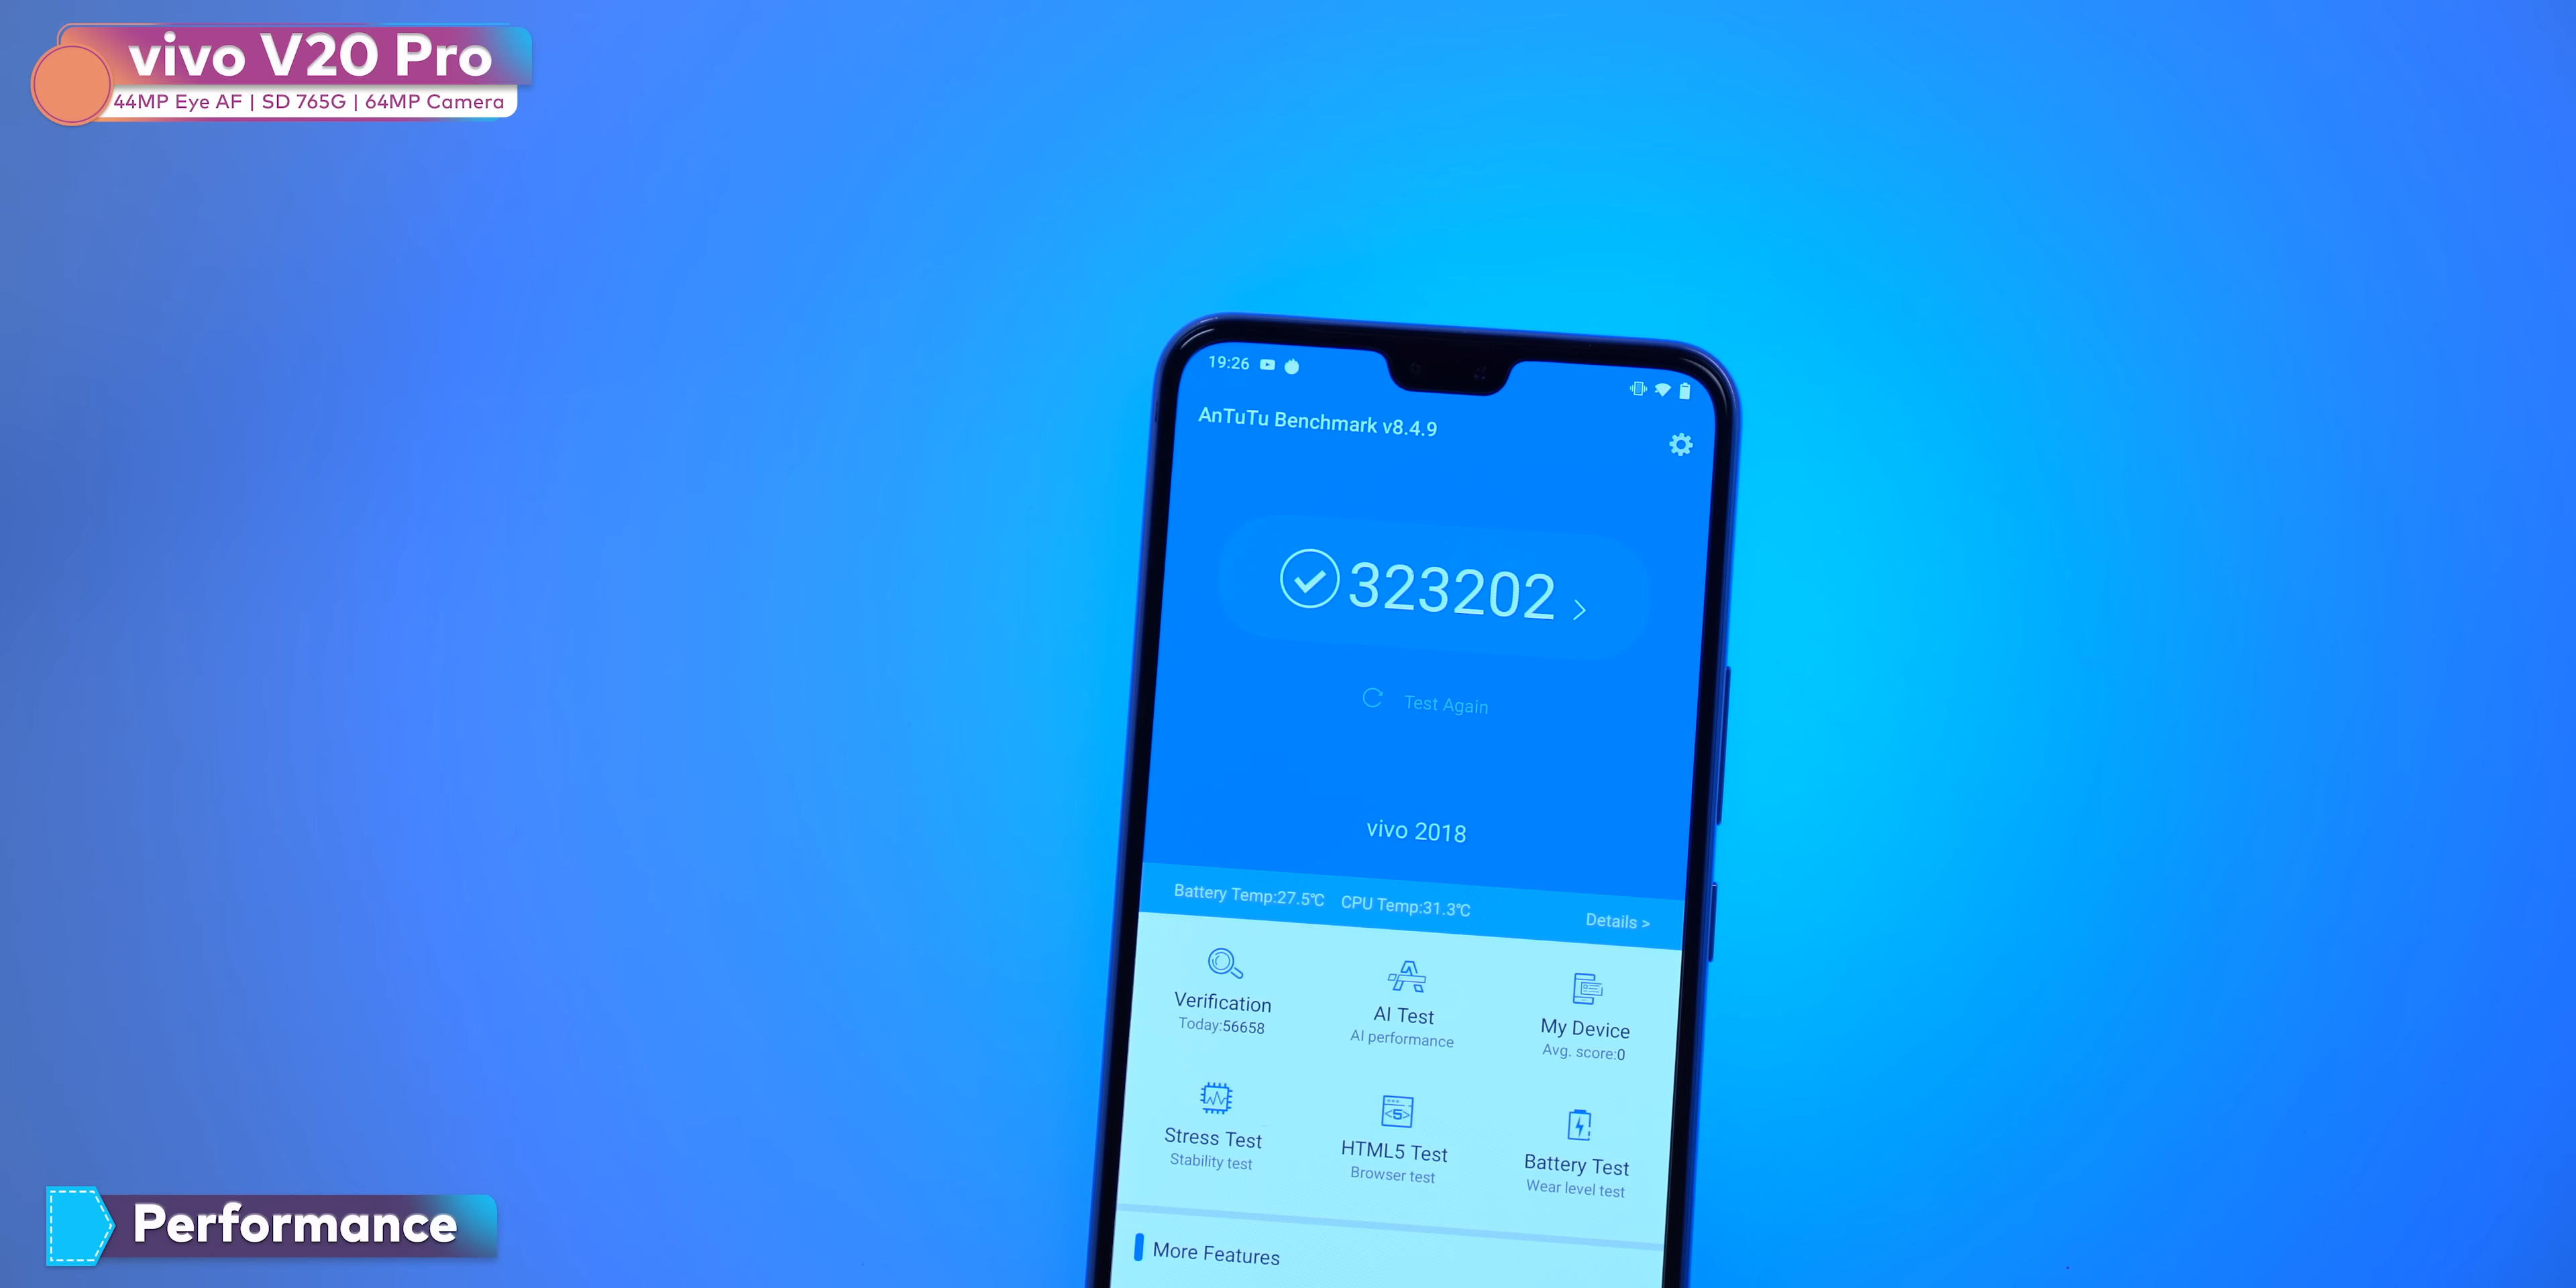 vivo V20 Pro
44MP Eye AF | SD 765G | 64MP Camera
19:26
AnTuTu Benchmark v8.4.9
323202 >
Test Again
vivo 2018
Battery Temp:27.5℃ CPU Temp:31.3℃ Details >
Verification AI Test My Device
Today:56658 AI performance Avg. score:0
<5>
Stress Test HTML5 Test Battery Test
Stability test Browser test Wear level test
More Features
Performance